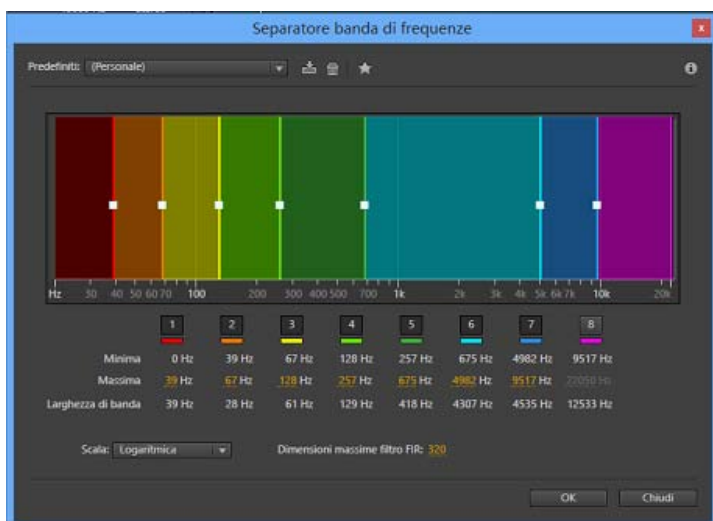 Separatore banda di frequenze
x
Predefiniti: (Personale)
Hz 30 40 50 60 70 100 200 300 400 500 700 1k 2k 3k 4k 5k 6k 7k 10k 20k
1 2 3 4 5 6 7 8
Minima 0 Hz 39 Hz 67 Hz 128 Hz 257 Hz 675 Hz 4982 Hz 9517 Hz
Massima 39 Hz 67 Hz 128 Hz 257 Hz 675 Hz 4982 Hz 9517 Hz 22050 Hz
Larghezza di banda 39 Hz 28 Hz 61 Hz 129 Hz 418 Hz 4307 Hz 4535 Hz 12533 Hz
Scala: Logaritmica Dimensioni massime filtro FIR: 320
OK Chiudi